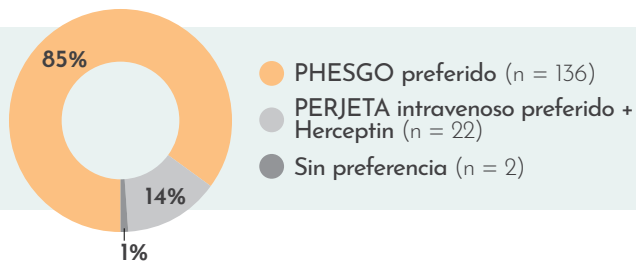 85%
PHESGO preferido (n = 136)
PERJETA intravenoso preferido +
Herceptin (n = 22)
Sin preferencia (n = 2)
14%
1%